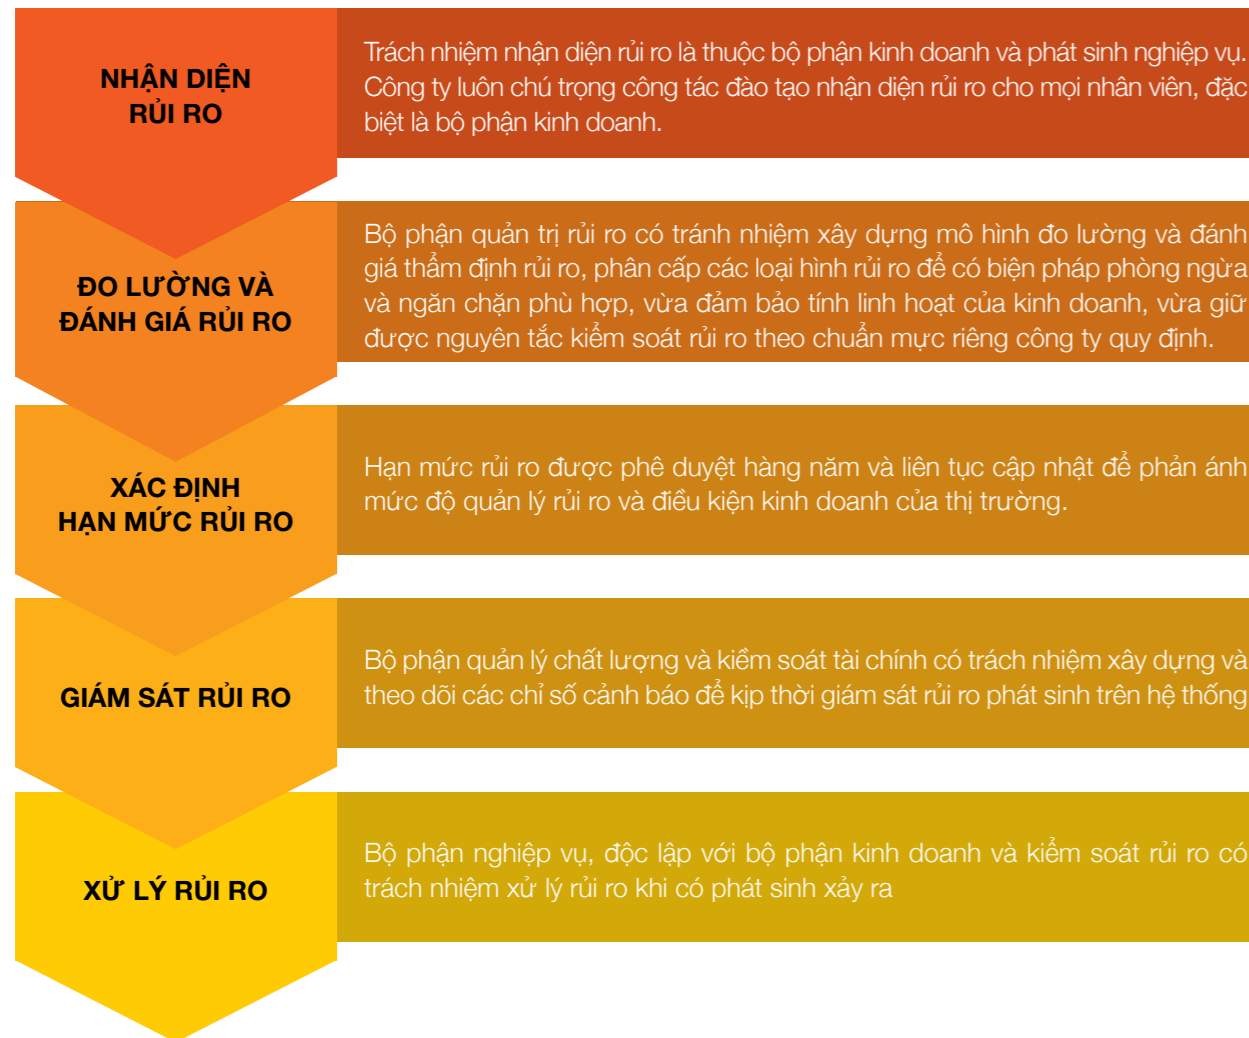 NHẬN DIỆN
RỦI RO
Trách nhiệm nhận diện rủi ro là thuộc bộ phận kinh doanh và phát sinh nghiệp vụ.
Công ty luôn chú trọng công tác đào tạo nhận diện rủi ro cho mọi nhân viên, đặc
biệt là bộ phận kinh doanh.
ĐO LƯỜNG VÀ
ĐÁNH GIÁ RỦI RO
Bộ phận quản trị rủi ro có tránh nhiệm xây dựng mô hình đo lường và đánh
giá thẩm định rủi ro, phân cấp các loại hình rủi ro để có biện pháp phòng ngừa
và ngăn chặn phù hợp, vừa đảm bảo tính linh hoạt của kinh doanh, vừa giữ
được nguyên tắc kiểm soát rủi ro theo chuẩn mực riêng công ty quy định.
XÁC ĐỊNH
HẠN MỨC RỦI RO
Hạn mức rủi ro được phê duyệt hàng năm và liên tục cập nhật để phản ánh
mức độ quản lý rủi ro và điều kiện kinh doanh của thị trường.
GIÁM SÁT RỦI RO
Bộ phận quản lý chất lượng và kiềm soát tài chính có trách nhiệm xây dựng và
theo dõi các chỉ số cảnh báo để kịp thời giám sát rủi ro phát sinh trên hệ thống
XỬ LÝ RỦI RO
Bộ phận nghiệp vụ, độc lập với bộ phận kinh doanh và kiểm soát rủi ro có
trách nhiệm xử lý rủi ro khi có phát sinh xảy ra